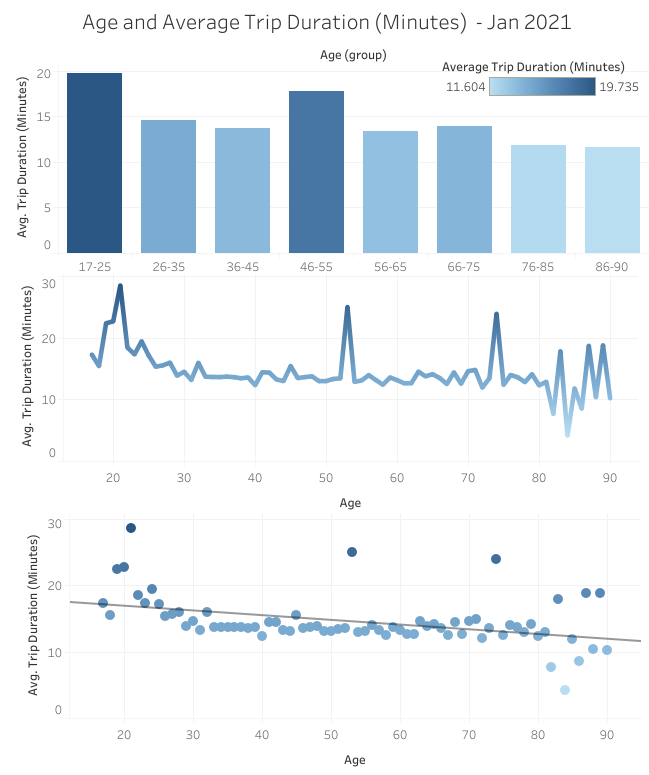 Age and Average Trip Duration (Minutes) - Jan 2021
Age (group)
Average Trip Duration (Minutes)
11.604 19.735
Avg. Trip Duration (Minutes)
20
15
10
5
0
17-25 26-35 36-45 46-55 56-65 66-75 76-85 86-90
Avg. Trip Duration (Minutes)
30
20
10
0
20 30 40 50 60 70 80 90
Age
Avg. Trip Duration (Minutes)
30
20
10
0
20 30 40 50 60 70 80 90
Age